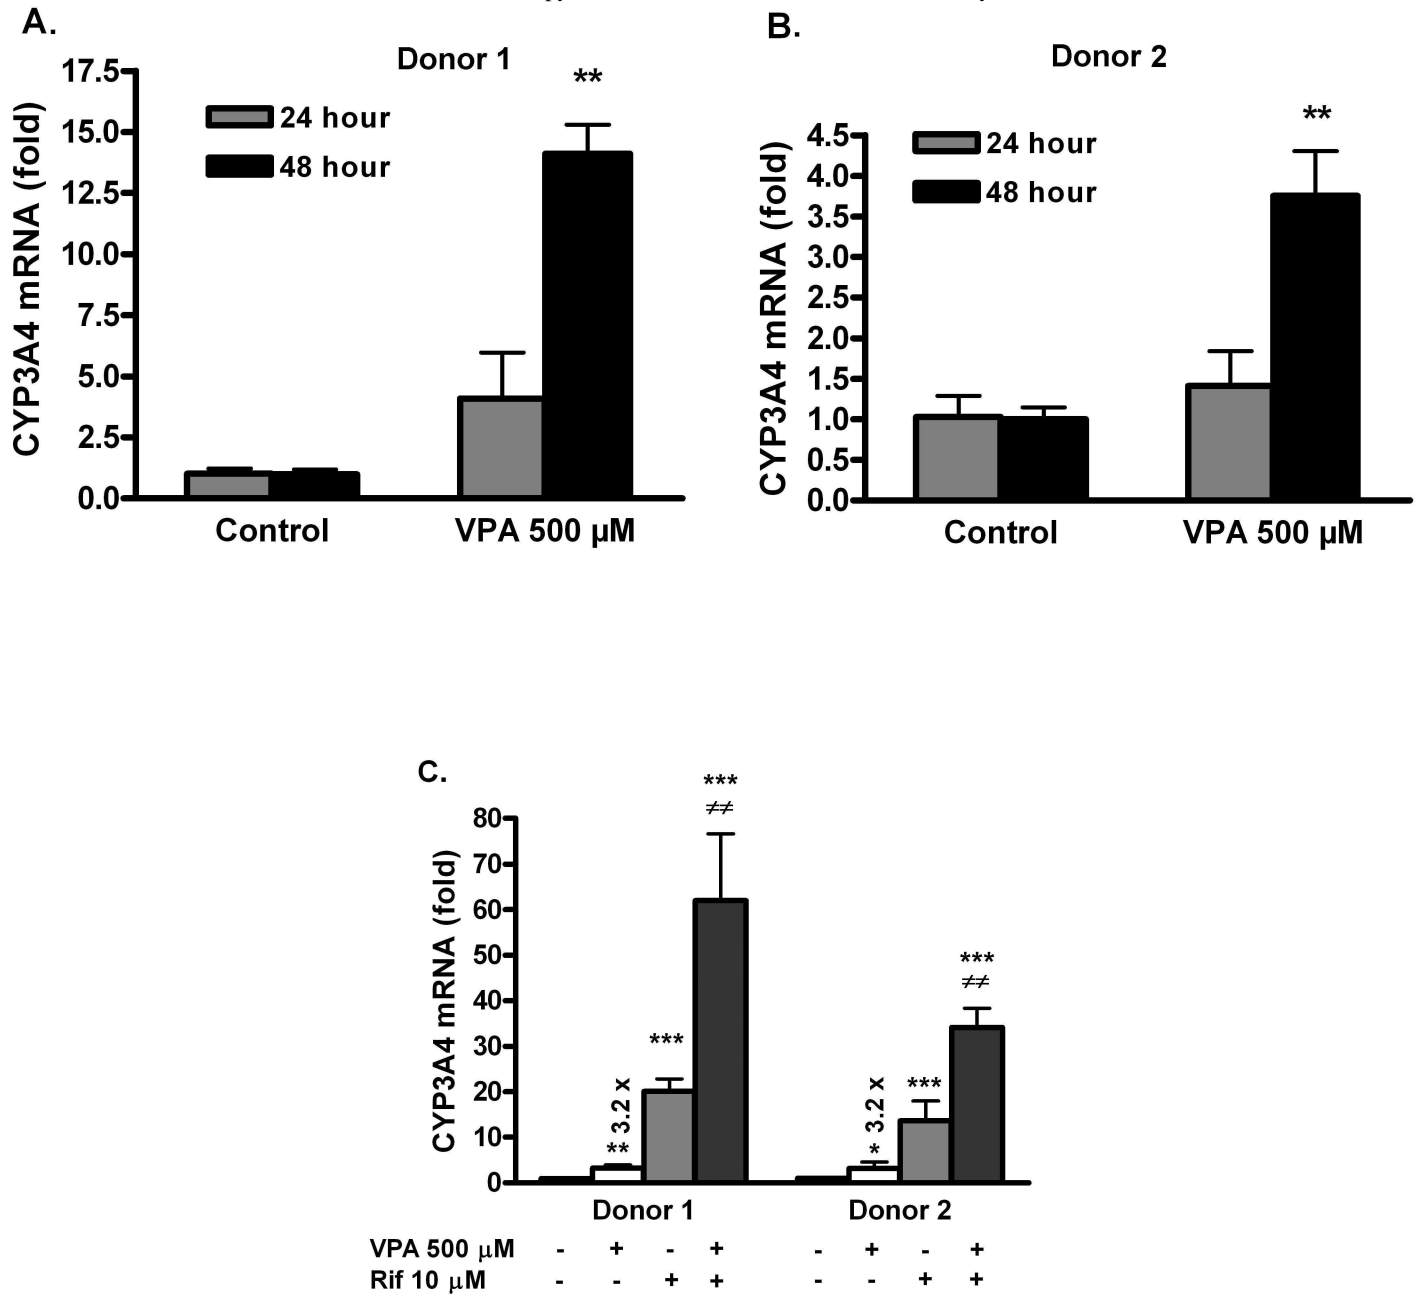 A.
Donor 1
**
24 hour
48 hour
CYP3A4 mRNA (fold)
17.5
15.0
12.5
10.0
7.5
5.0
2.5
0.0
Control
VPA 500 µM
B.
Donor 2
**
24 hour
48 hour
CYP3A4 mRNA (fold)
4.5
4.0
3.5
3.0
2.5
2.0
1.5
1.0
0.5
0.0
Control
VPA 500 µM
C.
CYP3A4 mRNA (fold)
80
70
60
50
40
30
20
10
0
** 3.2 x
***
***
≠≠
* 3.2 x
***
***
≠≠
Donor 1 Donor 2
VPA 500 µM - + - + - + - +
Rif 10 µM - - + + - - + +